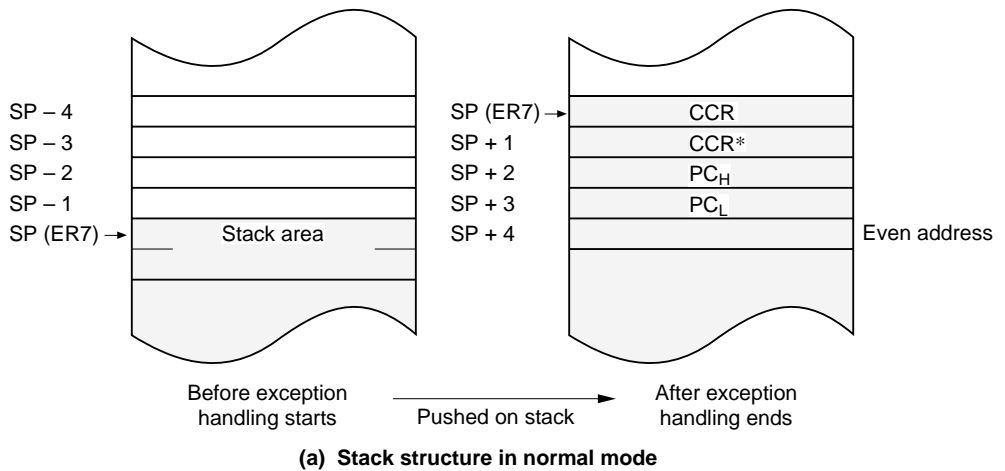 SP – 4
SP – 3
SP – 2
SP – 1
SP (ER7)
Stack area
SP (ER7)
CCR
SP + 1
CCR*
SP + 2
PCH
SP + 3
PCL
SP + 4
Even address
Before exception
handling starts
Pushed on stack
After exception
handling ends
(a) Stack structure in normal mode